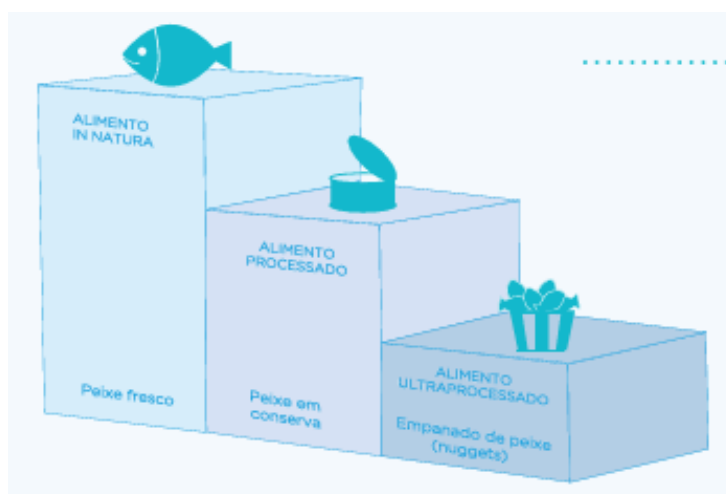 ALIMENTO
IN NATURA
Peixe fresco
ALIMENTO
PROCESSADO
Peixe em
conserva
ALIMENTO
ULTRAPROCESSADO
Empanado de peixe
(nuggets)